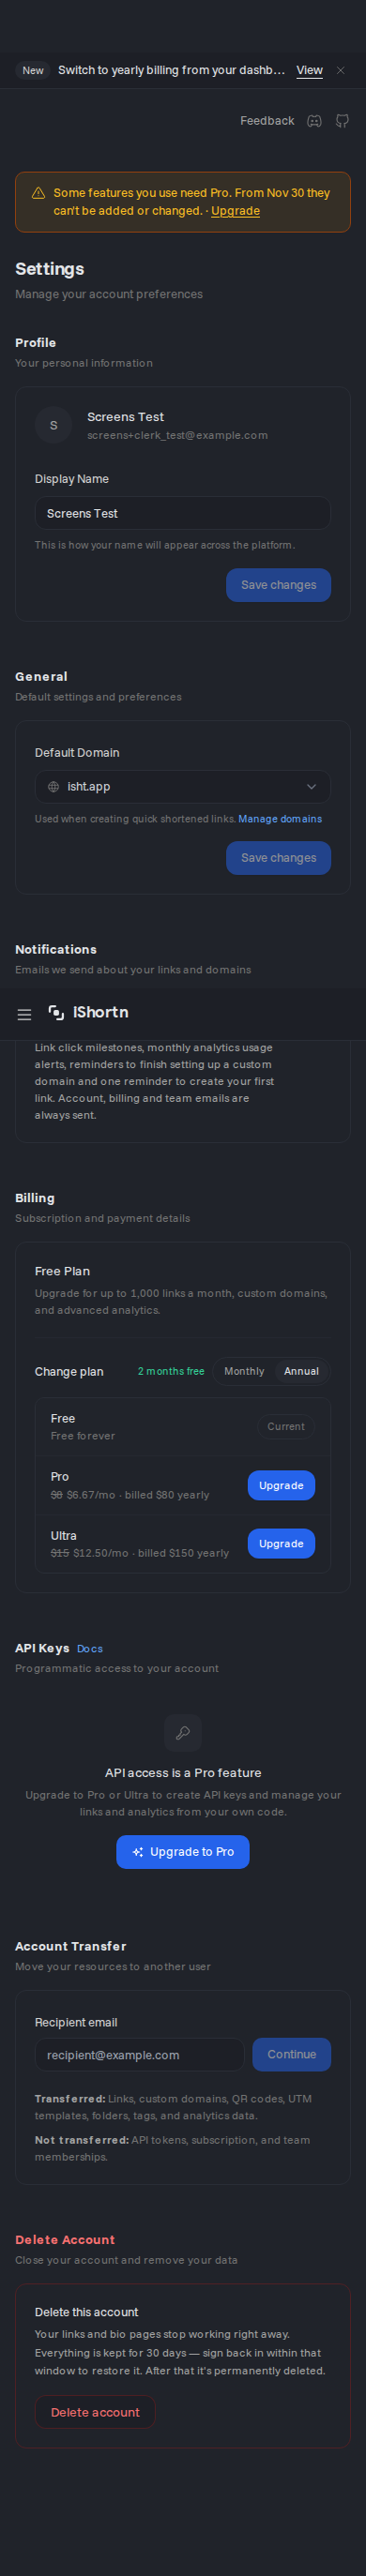 New Switch to yearly billing from your dashb... View
Feedback
Some features you use need Pro. From Nov 30 they
can't be added or changed. · Upgrade
Settings
Manage your account preferences
Profile
Your personal information
S
Screens Test
screens+clerk_test@example.com
Display Name
Screens Test
This is how your name will appear across the platform.
Save changes
General
Default settings and preferences
Default Domain
isht.app
Used when creating quick shortened links. Manage domains
Save changes
Notifications
Emails we send about your links and domains
IShortn
Link click milestones, monthly analytics usage
alerts, reminders to finish setting up a custom
domain and one reminder to create your first
link. Account, billing and team emails are
always sent.
Billing
Subscription and payment details
Free Plan
Upgrade for up to 1,000 links a month, custom domains,
and advanced analytics.
Change plan 2 months free Monthly Annual
Free
Free forever
Current
Pro
$8 $6.67/mo · billed $80 yearly
Upgrade
Ultra
$15 $12.50/mo · billed $150 yearly
Upgrade
API Keys Docs
Programmatic access to your account
API access is a Pro feature
Upgrade to Pro or Ultra to create API keys and manage your
links and analytics from your own code.
Upgrade to Pro
Account Transfer
Move your resources to another user
Recipient email
recipient@example.com Continue
Transferred: Links, custom domains, QR codes, UTM
templates, folders, tags, and analytics data.
Not transferred: API tokens, subscription, and team
memberships.
Delete Account
Close your account and remove your data
Delete this account
Your links and bio pages stop working right away.
Everything is kept for 30 days — sign back in within that
window to restore it. After that it's permanently deleted.
Delete account